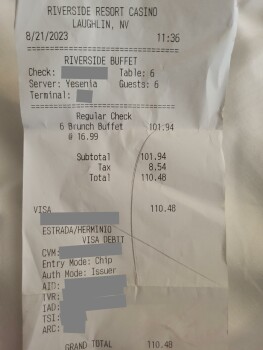 RIVERSIDE RESORT CASINO
LAUGHLIN, NV
8/21/2023 11:36
RIVERSIDE BUFFET
Check: Table: 6
Server: Yesenia Guests: 6
Terminal:
Regular Check
6 Brunch Buffet 101.94
@ 16.99
Subtotal 101.94
Tax 8.54
Total 110.48
VISA 110.48
ESTRADA/HERMINIO
VISA DEBIT
CVM:
Entry Mode: Chip
Auth Mode: Issuer
AID:
TVR:
IAD:
TSI:
ARC:
GRAND TOTAL 110.48